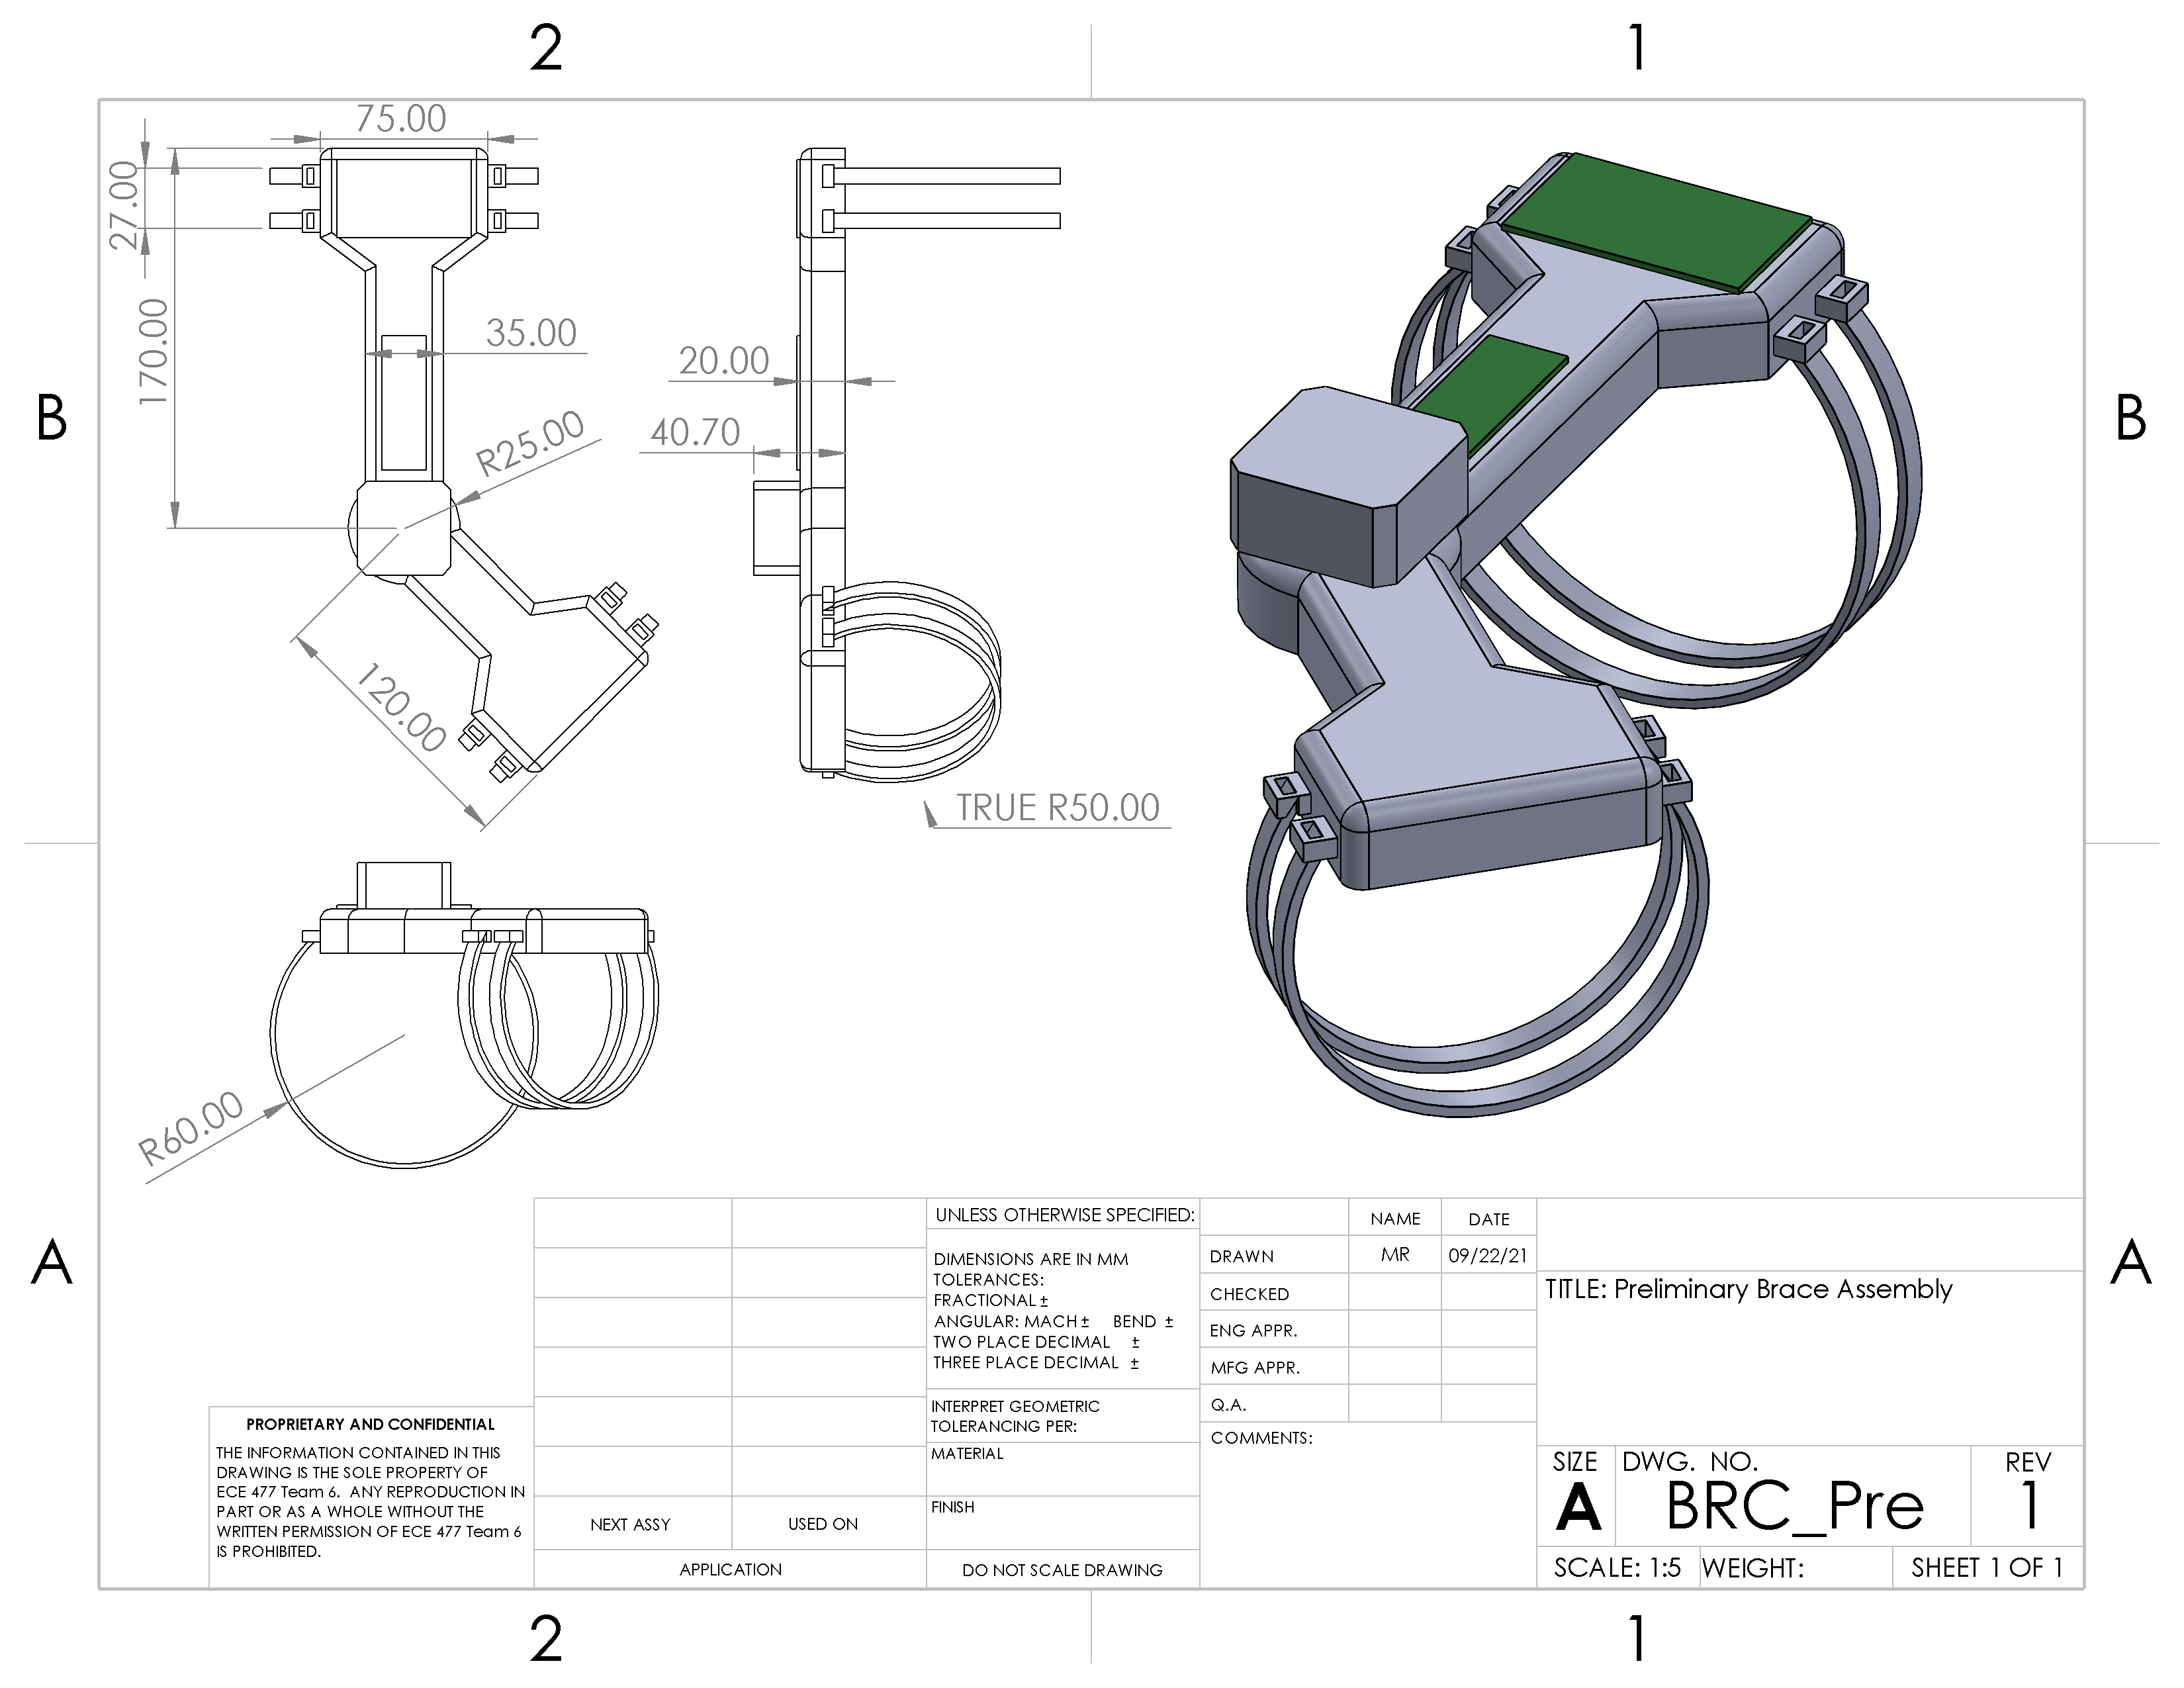 2
1
B
B
A
A
75.00
27.00
170.00
35.00
R25.00
120.00
20.00
40.70
TRUE R50.00
R60.00
PROPRIETARY AND CONFIDENTIAL
THE INFORMATION CONTAINED IN THIS
DRAWING IS THE SOLE PROPERTY OF
ECE 477 Team 6. ANY REPRODUCTION IN
PART OR AS A WHOLE WITHOUT THE
WRITTEN PERMISSION OF ECE 477 Team 6
IS PROHIBITED.
NEXT ASSY
USED ON
APPLICATION
UNLESS OTHERWISE SPECIFIED:
DIMENSIONS ARE IN MM
TOLERANCES:
FRACTIONAL ±
ANGULAR: MACH ± BEND ±
TWO PLACE DECIMAL ±
THREE PLACE DECIMAL ±
INTERPRET GEOMETRIC
TOLERANCING PER:
MATERIAL
FINISH
DO NOT SCALE DRAWING
NAME DATE
DRAWN MR 09/22/21
CHECKED
ENG APPR.
MFG APPR.
Q.A.
COMMENTS:
TITLE: Preliminary Brace Assembly
SIZE
A
DWG. NO.
BRC_Pre
REV
1
SCALE: 1:5
WEIGHT:
SHEET 1 OF 1
2
1